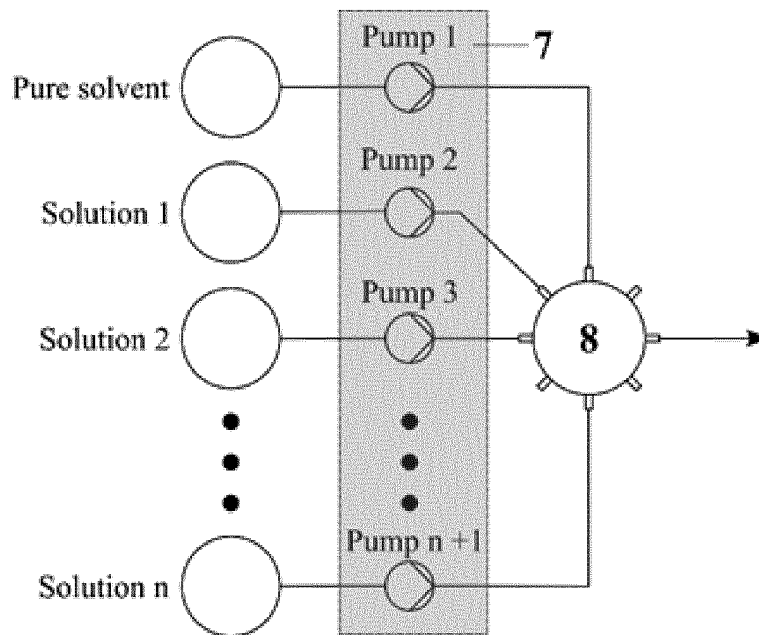 Pump 1
7
Pure solvent
Pump 2
Solution 1
Pump 3
Solution 2
8
Pump n +1
Solution n